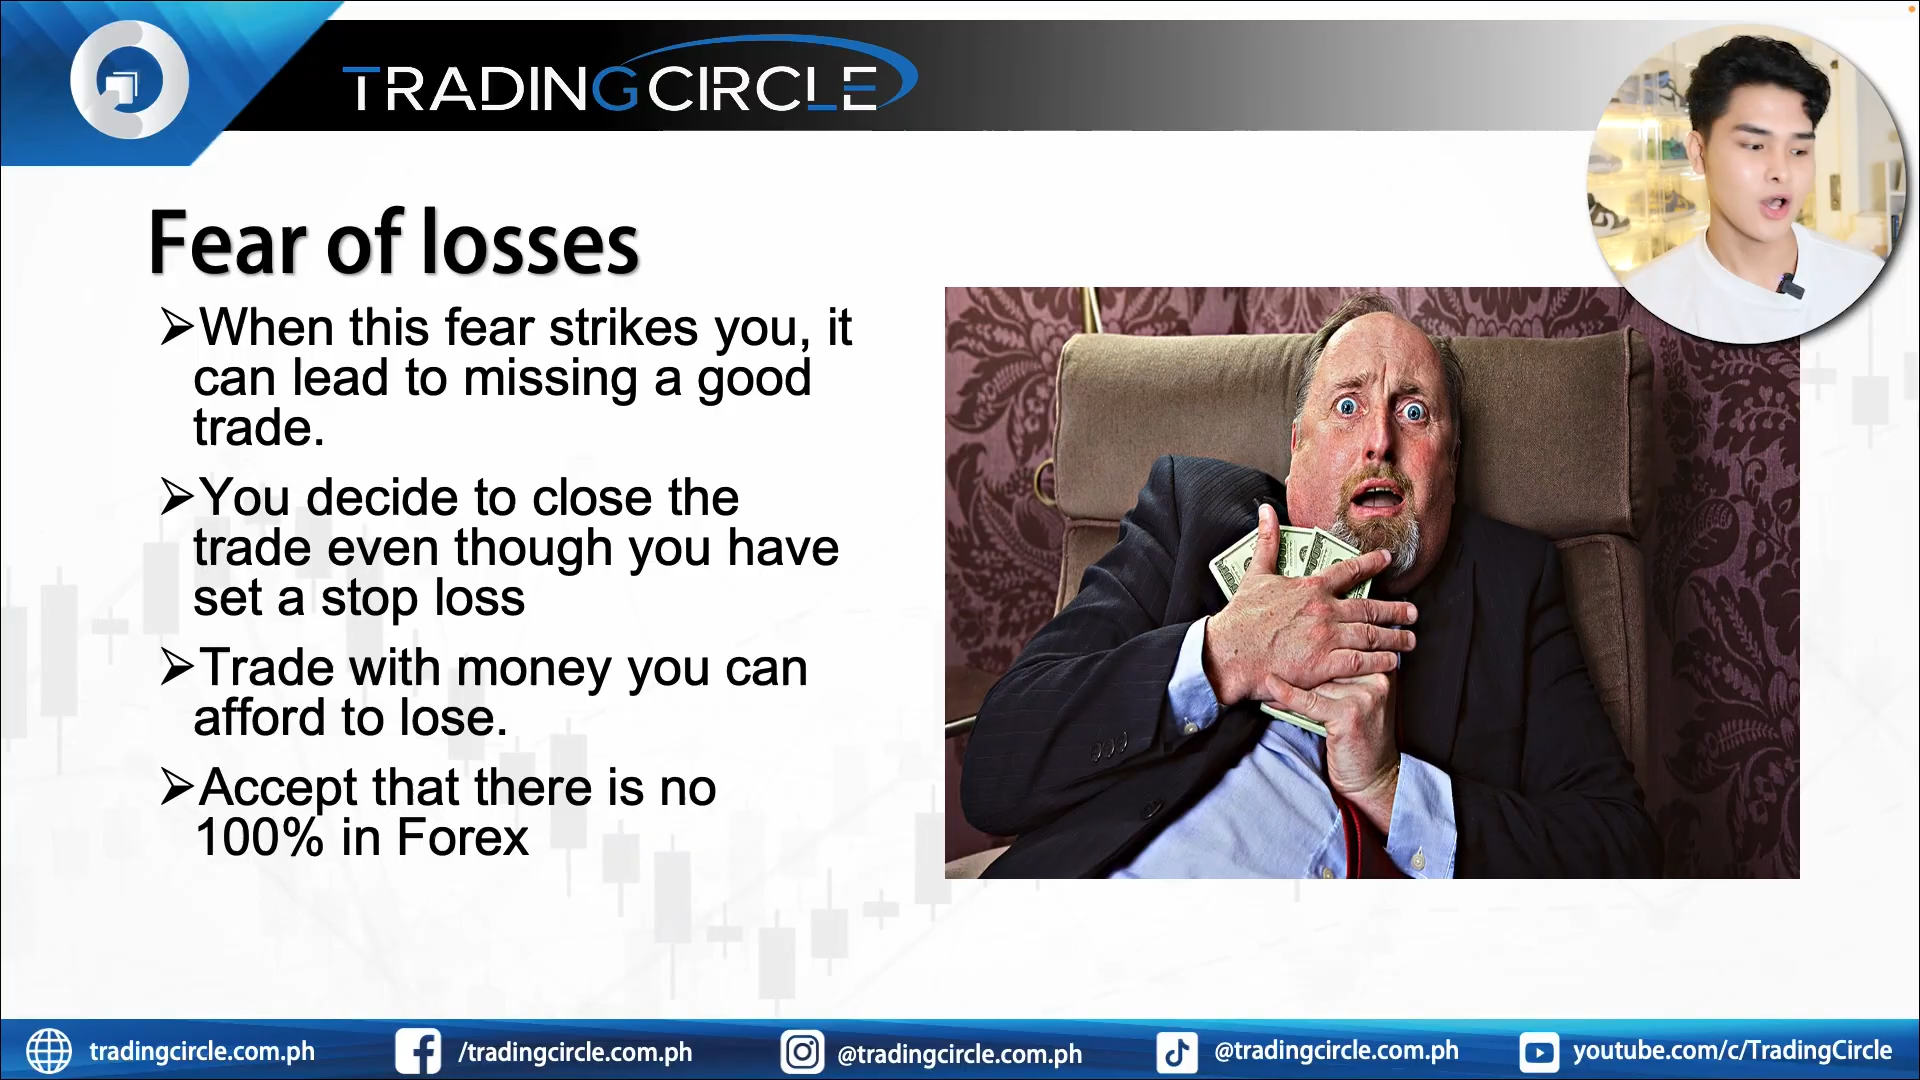 TRADINGCIRCLE
Fear of losses
➢When this fear strikes you, it
can lead to missing a good
trade.
➢You decide to close the
trade even though you have
set a stop loss
➢Trade with money you can
afford to lose.
➢Accept that there is no
100% in Forex
tradingcircle.com.ph
/tradingcircle.com.ph
@tradingcircle.com.ph
@tradingcircle.com.ph
youtube.com/c/TradingCircle